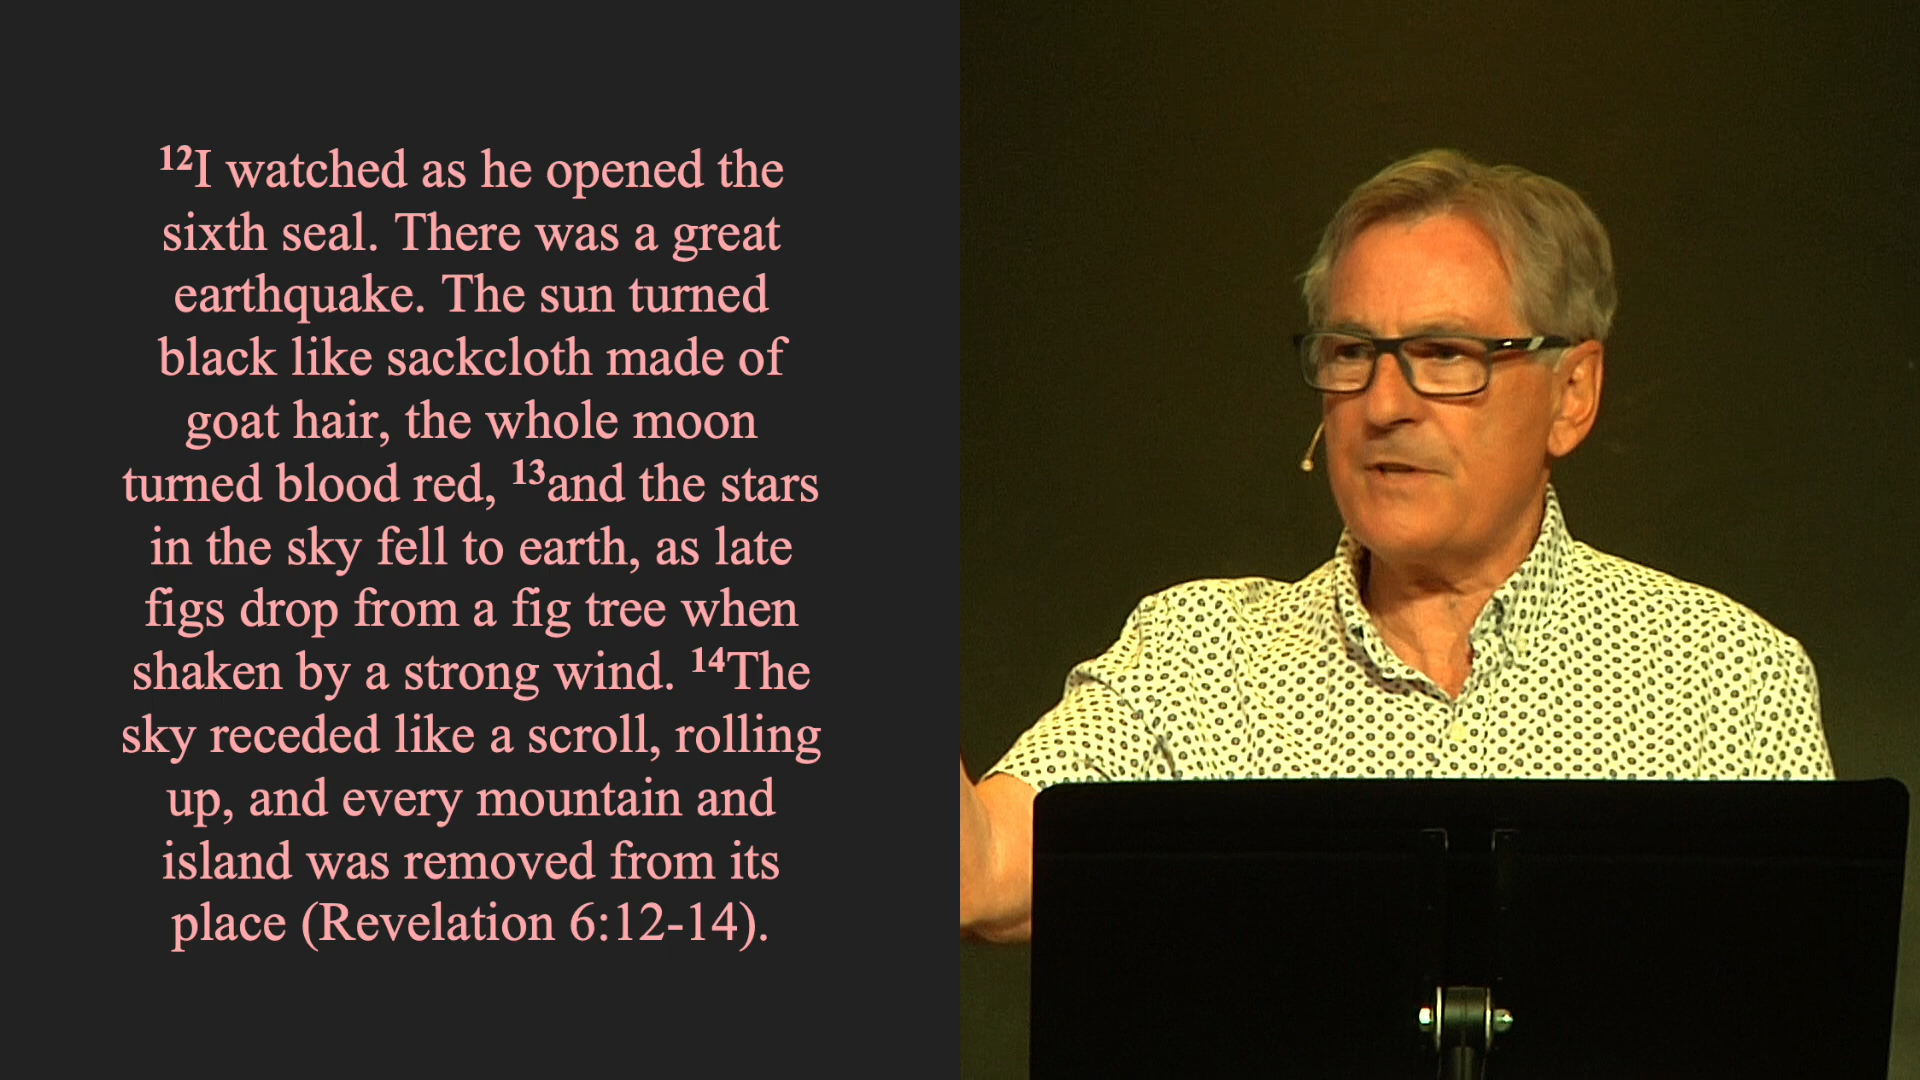 ¹²I watched as he opened the
sixth seal. There was a great
earthquake. The sun turned
black like sackcloth made of
goat hair, the whole moon
turned blood red, ¹³and the stars
in the sky fell to earth, as late
figs drop from a fig tree when
shaken by a strong wind. ¹⁴The
sky receded like a scroll, rolling
up, and every mountain and
island was removed from its
place (Revelation 6:12-14).